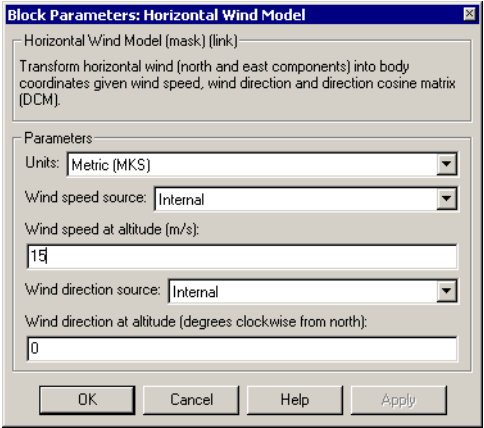 Block Parameters: Horizontal Wind Model
Horizontal Wind Model (mask) (link)
Transform horizontal wind (north and east components) into body
coordinates given wind speed, wind direction and direction cosine matrix
(DCM).
Parameters
Units: Metric (MKS)
Wind speed source: Internal
Wind speed at altitude (m/s):
15
Wind direction source: Internal
Wind direction at altitude (degrees clockwise from north):
0
OK Cancel Help Apply